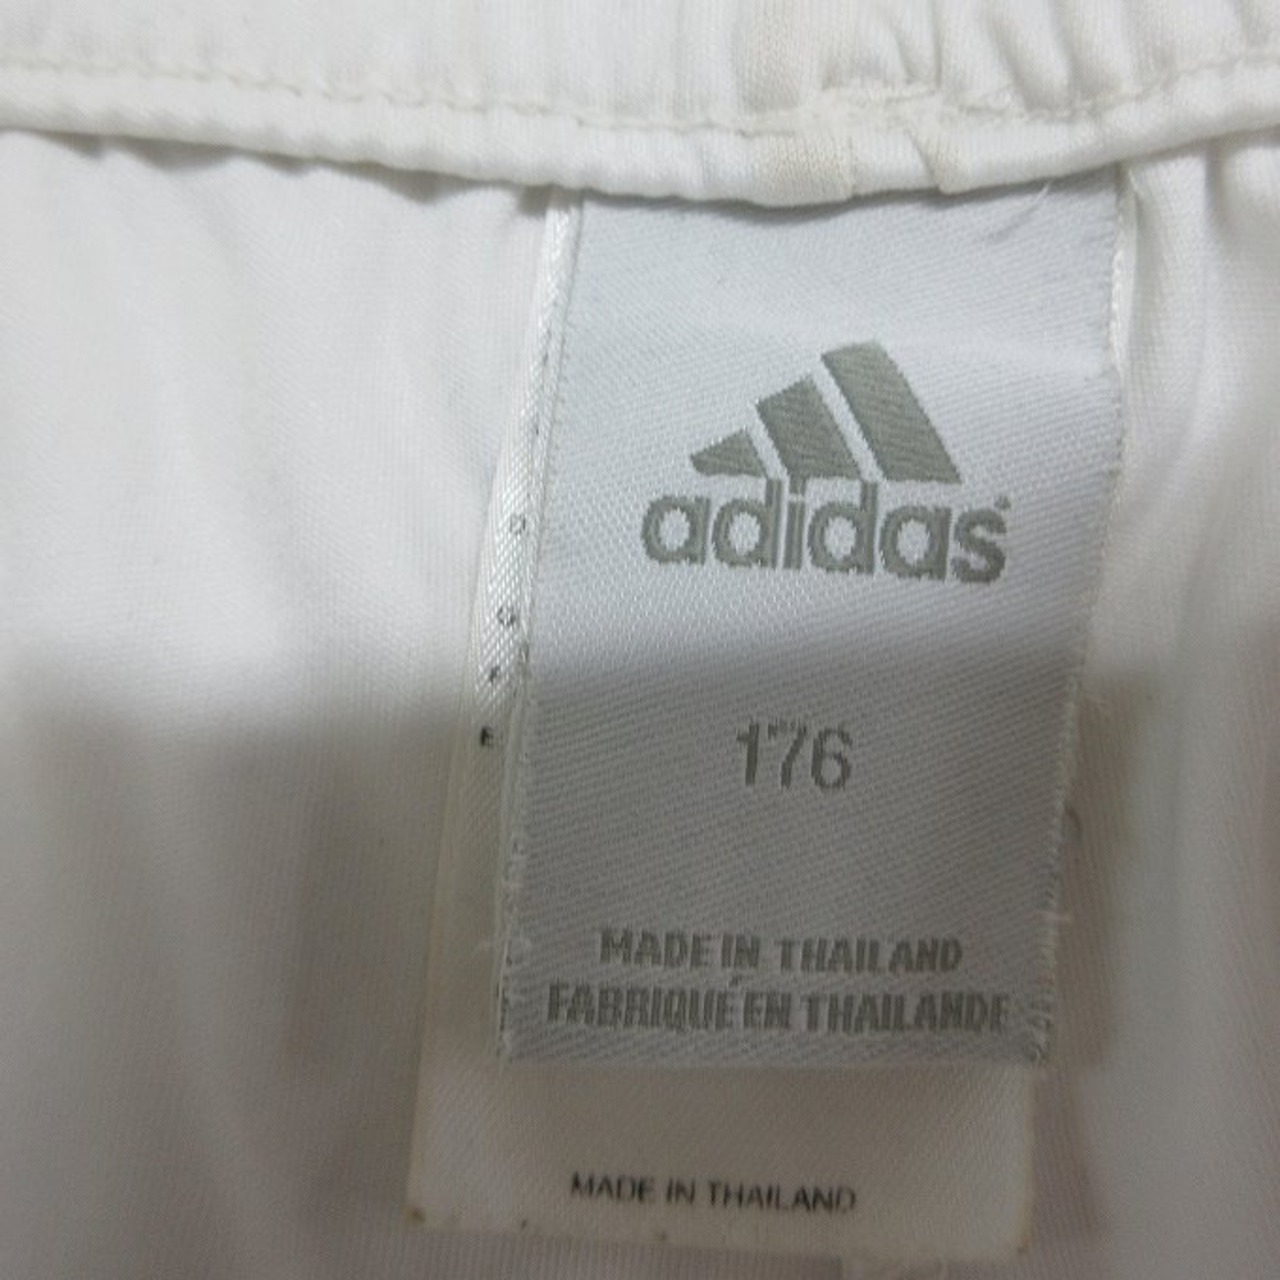 adidas
176
MADE IN THAILAND
FABRIQUÉ EN THAILANDE
MADE IN THAILAND